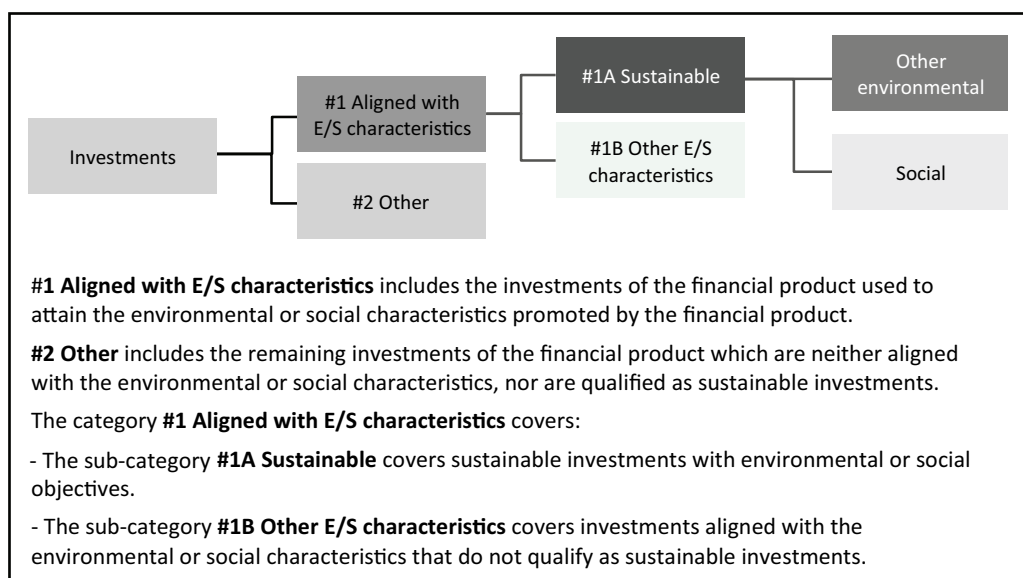 Investments
#1 Aligned with
E/S characteristics
#2 Other
#1A Sustainable
#1B Other E/S
characteristics
Other
environmental
Social
#1 Aligned with E/S characteristics includes the investments of the financial product used to
attain the environmental or social characteristics promoted by the financial product.
#2 Other includes the remaining investments of the financial product which are neither aligned
with the environmental or social characteristics, nor are qualified as sustainable investments.
The category #1 Aligned with E/S characteristics covers:
- The sub-category #1A Sustainable covers sustainable investments with environmental or social
objectives.
- The sub-category #1B Other E/S characteristics covers investments aligned with the
environmental or social characteristics that do not qualify as sustainable investments.